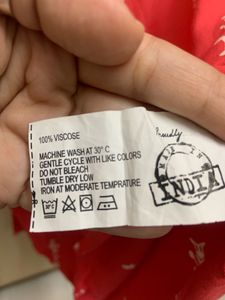 100% VISCOSE
MACHINE WASH AT 30° C
GENTLE CYCLE WITH LIKE COLORS
DO NOT BLEACH
TUMBLE DRY LOW
IRON AT MODERATE TEMPRATURE
30°C
Proudly
MADE IN
INDIA